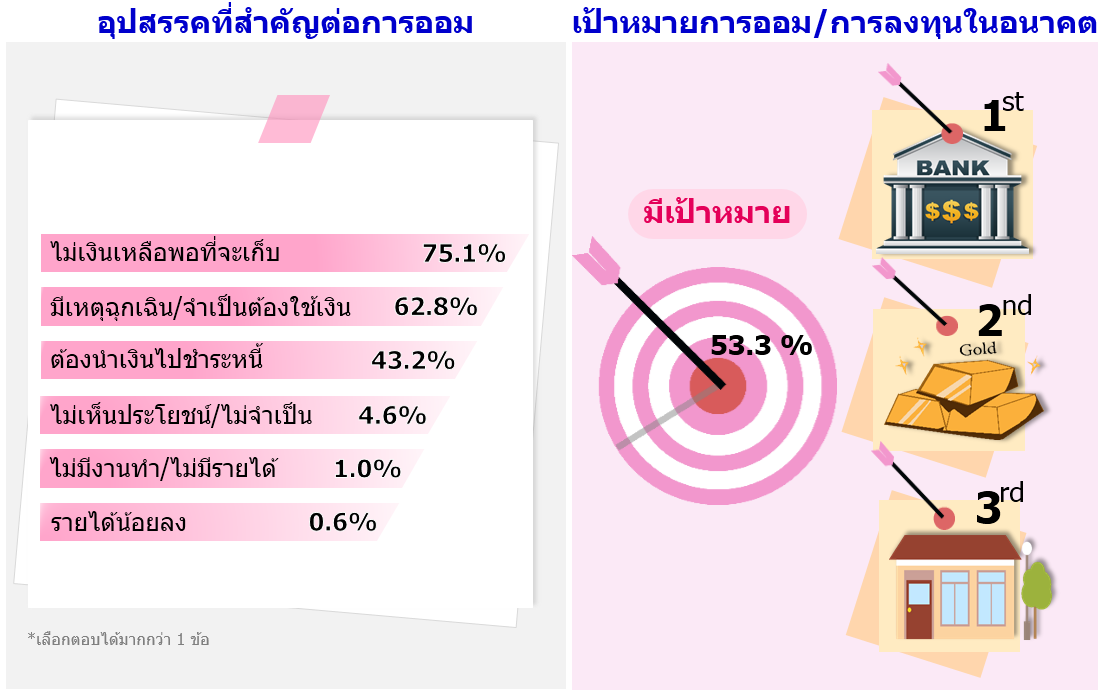 อุปสรรคที่สำคัญต่อการออม
ไม่เงินเหลือพอที่จะเก็บ 75.1%
มีเหตุฉุกเฉิน/จำเป็นต้องใช้เงิน 62.8%
ต้องนำเงินไปชำระหนี้ 43.2%
ไม่เห็นประโยชน์/ไม่จำเป็น 4.6%
ไม่มีงานทำ/ไม่มีรายได้ 1.0%
รายได้น้อยลง 0.6%
*เลือกตอบได้มากกว่า 1 ข้อ
เป้าหมายการออม/การลงทุนในอนาคต
มีเป้าหมาย
53.3 %
1st
BANK
$$$
2nd
Gold
3rd